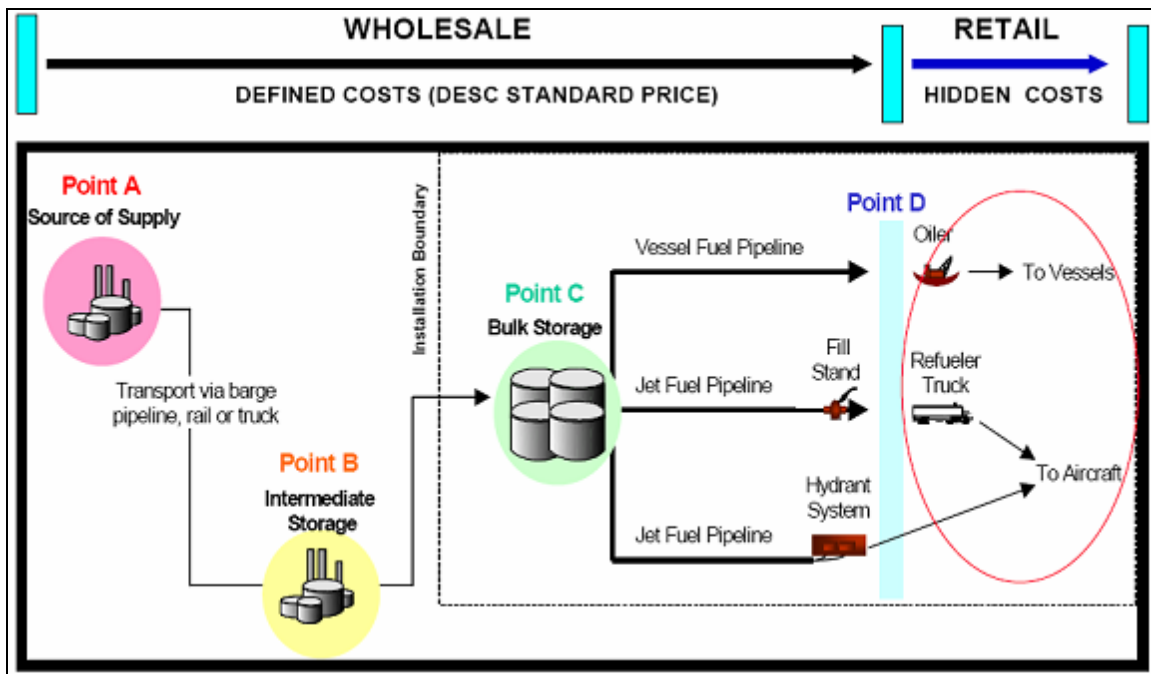 WHOLESALE
RETAIL
DEFINED COSTS (DESC STANDARD PRICE)
HIDDEN COSTS
Point A
Source of Supply
Transport via barge
pipeline, rail or truck
Point B
Intermediate
Storage
Installation Boundary
Point C
Bulk Storage
Vessel Fuel Pipeline
Jet Fuel Pipeline
Jet Fuel Pipeline
Fill
Stand
Hydrant
System
Point D
Oiler
To Vessels
Refueler
Truck
To Aircraft